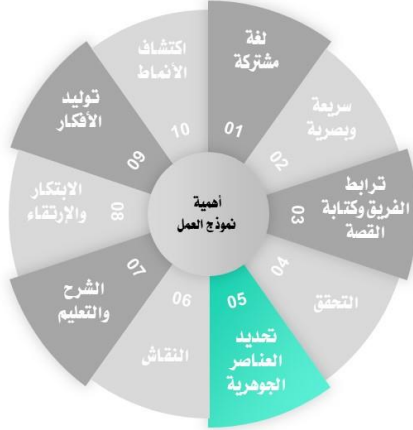 أهمية
نموذج العمل
لغة
مشتركة
01
سريعة
وبصرية
02
ترابط
الفريق وكتابة
القصة
03
التحقق
04
تحديد
العناصر
الجوهرية
05
النقاش
06
الشرح
والتعليم
07
الابتكار
والإرتقاء
08
توليد
الأفكار
09
اكتشاف
الأنماط
10